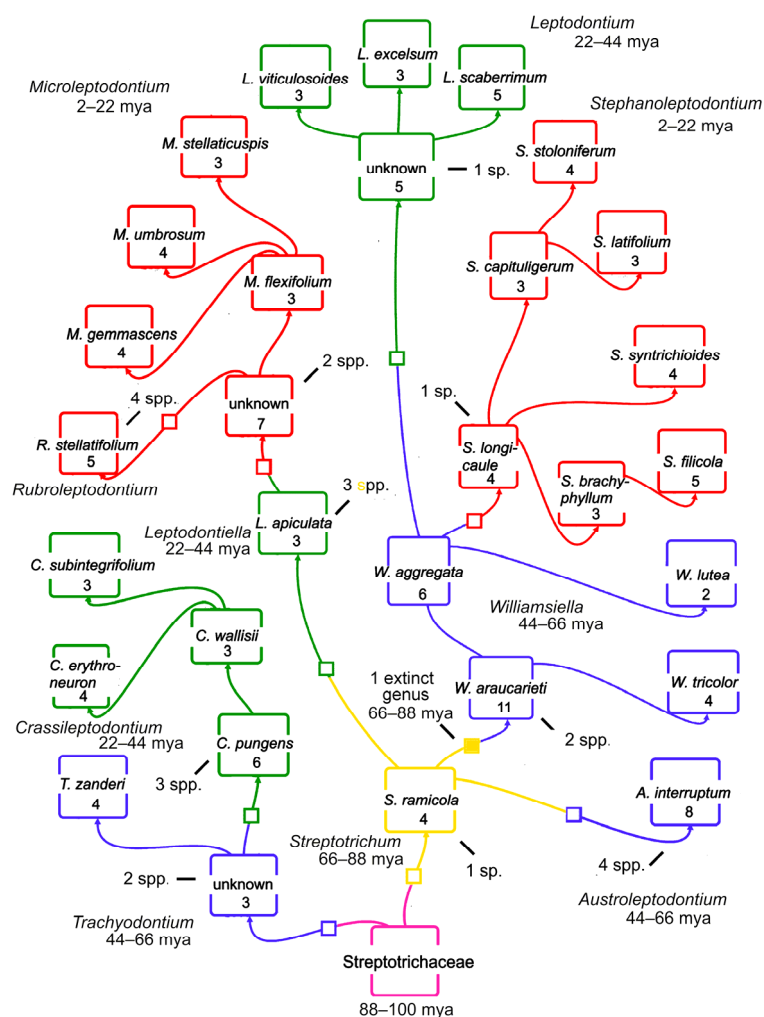 Leptodontium
22–44 mya
L. excelsum
3
L. viticulosoides
3
L. scaberrimum
5
Microleptodontium
2–22 mya
Stephanoleptodontium
2–22 mya
M. stellaticuspis
3
unknown
5
1 sp.
S. stoloniferum
4
M. umbrosum
4
S. latifolium
3
M. flexifolium
3
S. capituligerum
3
M. gemmascens
4
S. syntrichioides
4
2 spp.
unknown
7
1 sp.
4 spp.
R. stellatifolium
5
Rubroleptodontium
S. longi-
caule
4
S. brachy-
phyllum
3
S. filicola
5
3 spp.
L. apiculata
3
Leptodontiella
22–44 mya
C. subintegrifolium
3
W. aggregata
6
W. lutea
2
Williamsiella
44–66 mya
C. wallisii
3
C. erythro-
neuron
4
Crassileptodontium
22–44 mya
1 extinct
genus
66–88 mya
W. araucarieti
11
W. tricolor
4
2 spp.
C. pungens
6
3 spp.
T. zanderi
4
S. ramicola
4
A. interruptum
8
Streptotrichum
66–88 mya
1 sp.
4 spp.
Austroleptodontium
44–66 mya
2 spp.
unknown
3
Trachyodontium
44–66 mya
Streptotrichaceae
88–100 mya